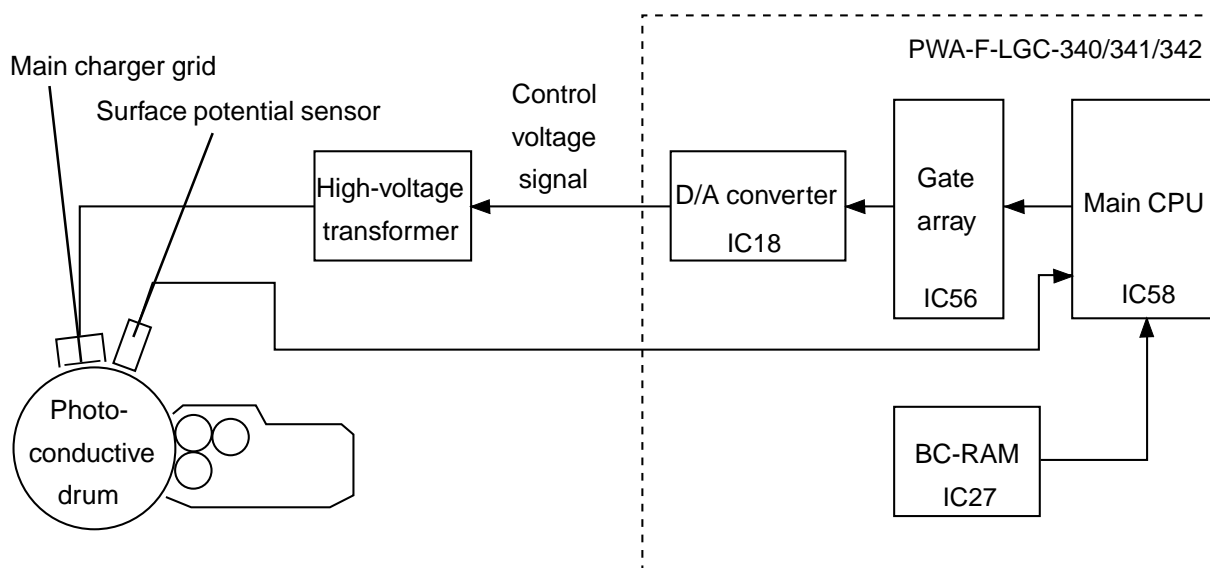 PWA-F-LGC-340/341/342
Main charger grid
Surface potential sensor
Control
voltage
signal
High-voltage
transformer
D/A converter
IC18
Gate
array
IC56
Main CPU
IC58
Photo-
conductive
drum
BC-RAM
IC27